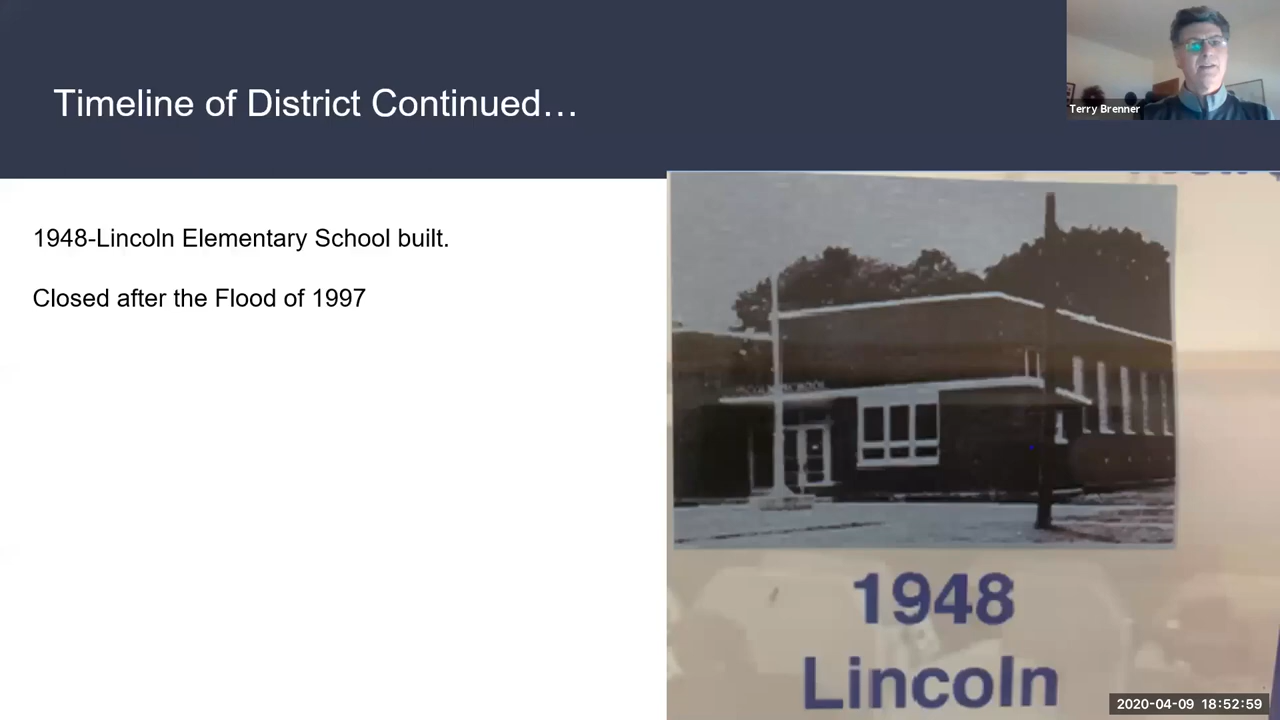 Timeline of District Continued…
Terry Brenner
1948-Lincoln Elementary School built.
Closed after the Flood of 1997
1948
Lincoln
2020-04-09 18:52:59